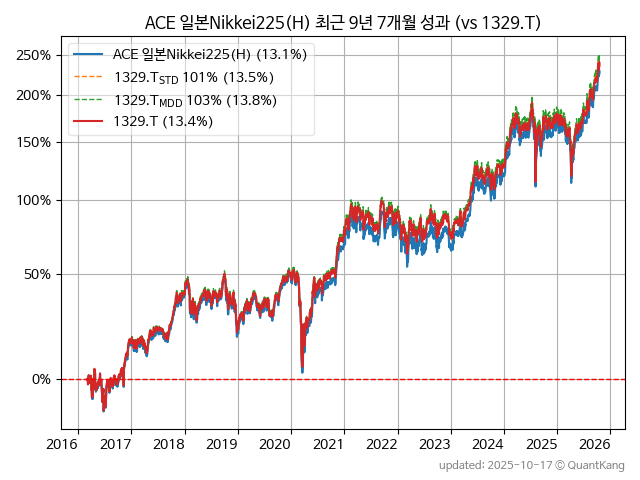 ACE 일본Nikkei225(H) 최근 9년 7개월 성과 (vs 1329.T)
ACE 일본Nikkei225(H) (13.1%)
1329.T_STD 101% (13.5%)
1329.T_MDD 103% (13.8%)
1329.T (13.4%)
250%
200%
150%
100%
50%
0%
2016 2017 2018 2019 2020 2021 2022 2023 2024 2025 2026
updated: 2025-10-17 © QuantKang